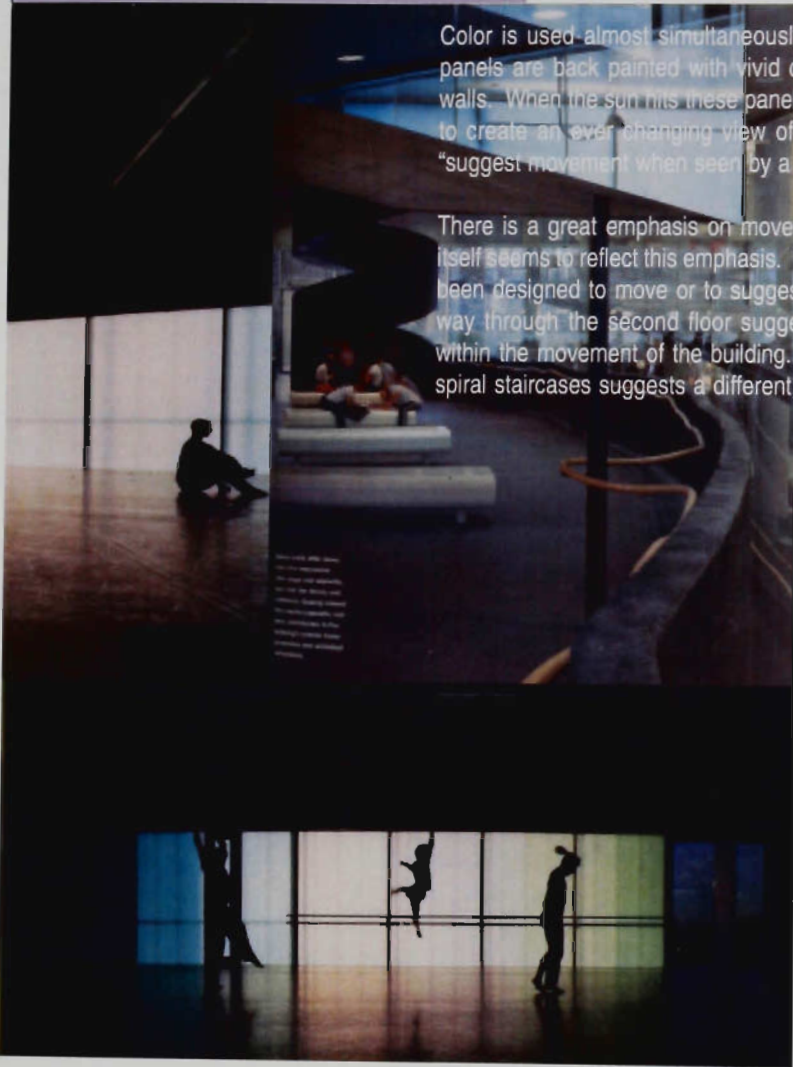 Color is used almost simultaneousl
panels are back painted with vivid c
walls. When the sun hits these pane
to create an ever changing view of
“suggest movement when seen by a

There is a great emphasis on move
itself seems to reflect this emphasis.
been designed to move or to sugges
way through the second floor sugge
within the movement of the building.
spiral staircases suggests a different